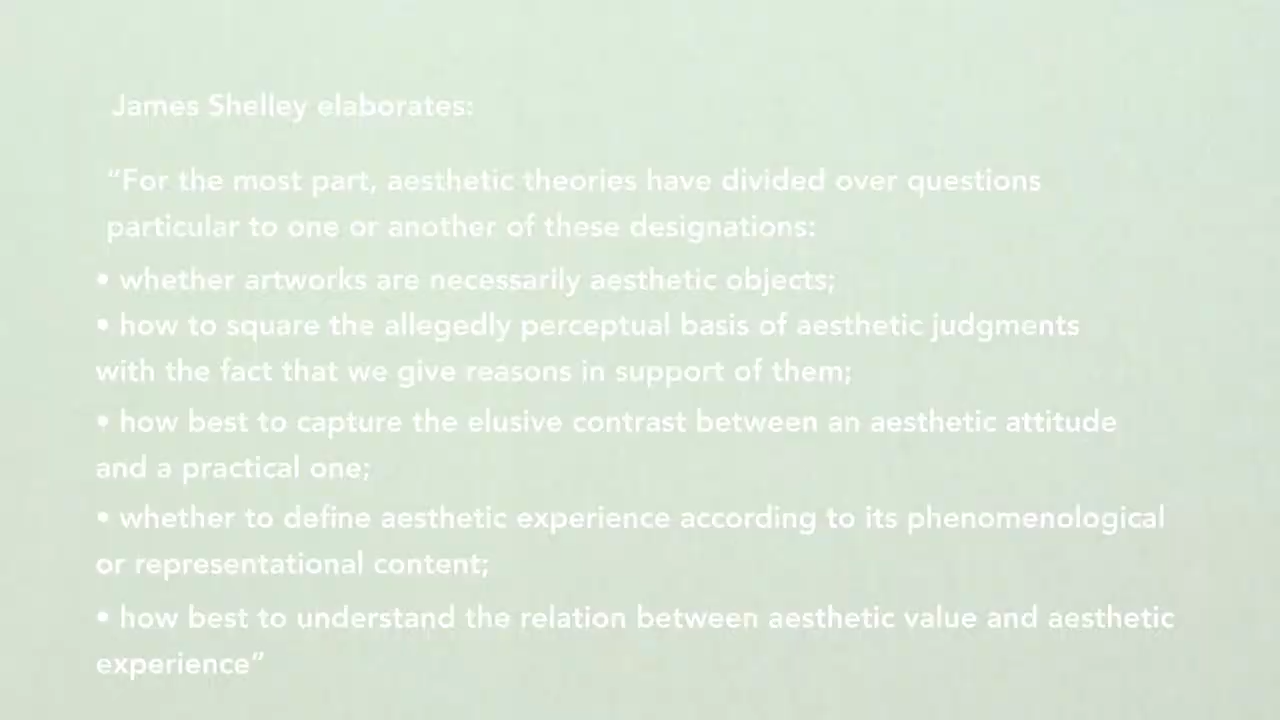 James Shelley elaborates:
“For the most part, aesthetic theories have divided over questions
particular to one or another of these designations:
• whether artworks are necessarily aesthetic objects;
• how to square the allegedly perceptual basis of aesthetic judgments
with the fact that we give reasons in support of them;
• how best to capture the elusive contrast between an aesthetic attitude
and a practical one;
• whether to define aesthetic experience according to its phenomenological
or representational content;
• how best to understand the relation between aesthetic value and aesthetic
experience”